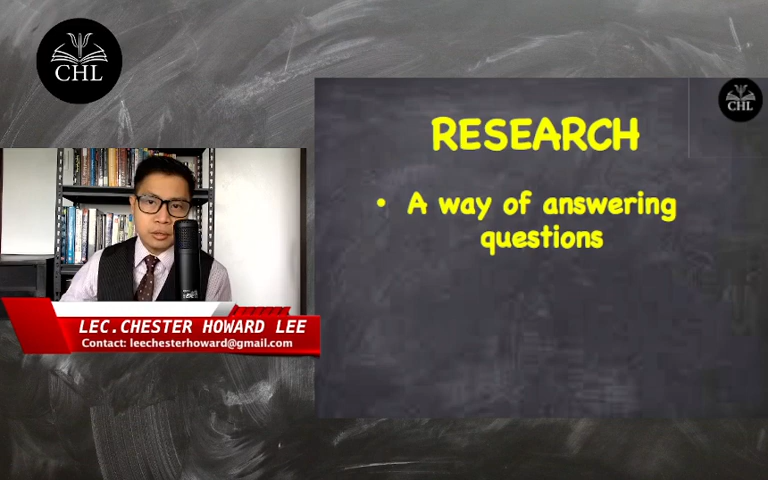 CHL
CHL
RESEARCH
• A way of answering
questions
LEC.CHESTER HOWARD LEE
Contact: leechesterhoward@gmail.com